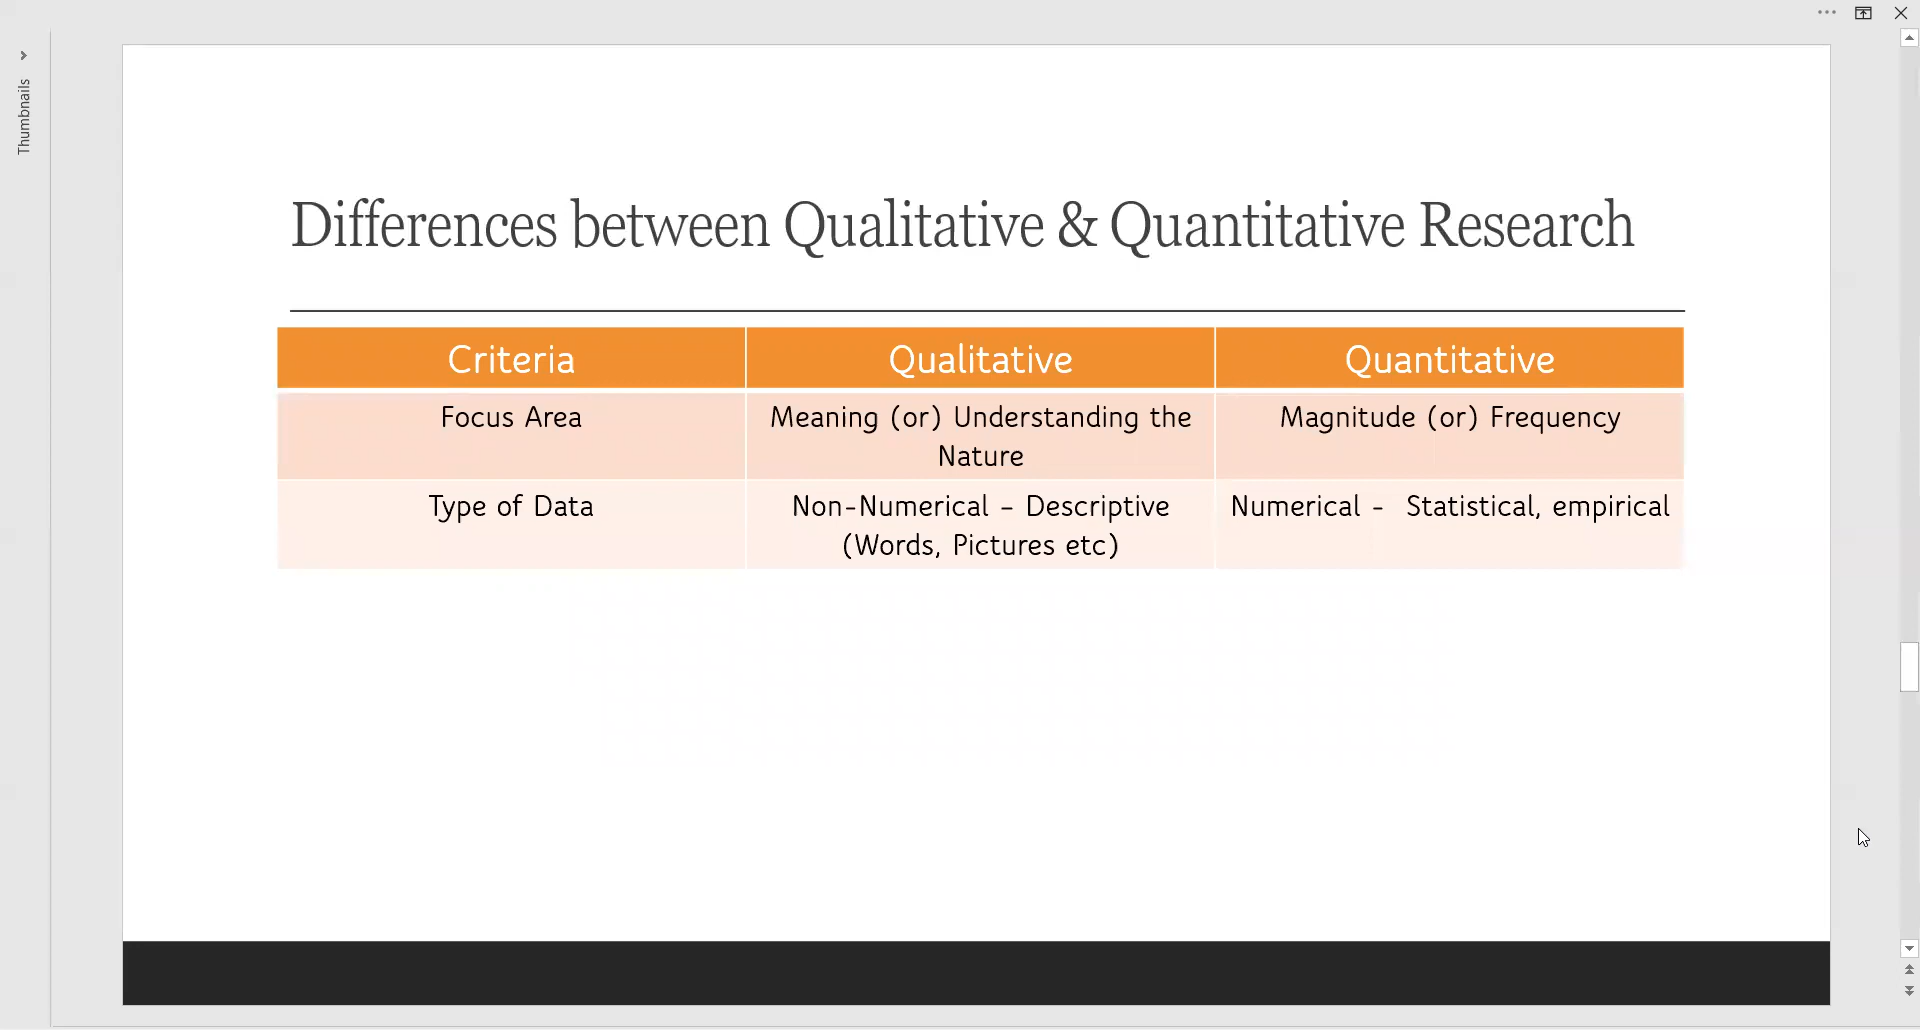 Thumbnails
Differences between Qualitative & Quantitative Research
Criteria
Qualitative
Quantitative
Focus Area
Meaning (or) Understanding the
Nature
Magnitude (or) Frequency
Type of Data
Non-Numerical – Descriptive
(Words, Pictures etc)
Numerical -  Statistical, empirical